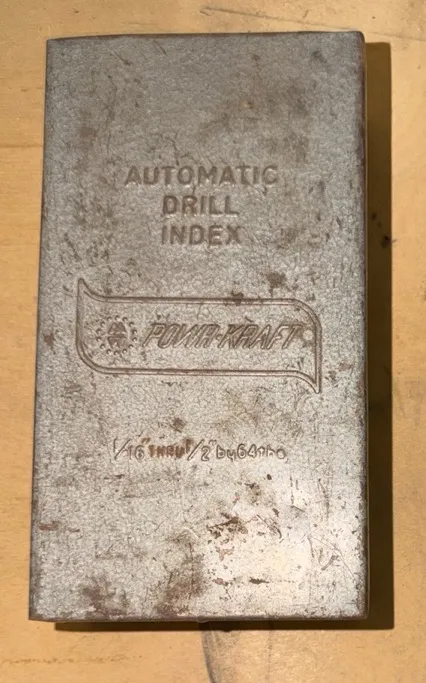 AUTOMATIC
DRILL
INDEX
POWR-KRAFT
1/16" THRU 1/2" by 64ths